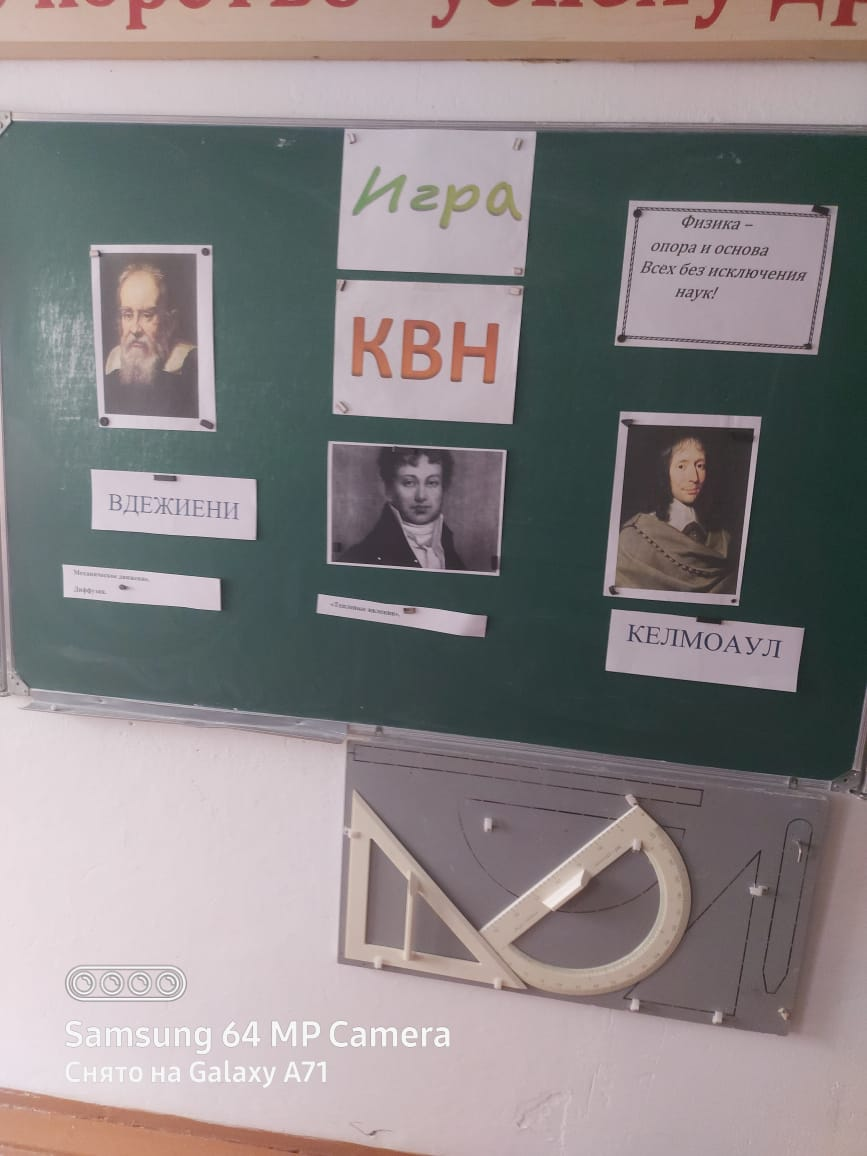 Игра
КВН
Физика –
опора и основа
Всех без исключения
наук!
ВДЕЖИЕНИ
Механическое движение.
Диффузия.
«Тепловые явления».
КЕЛМОАУЛ
Samsung 64 MP Camera
Снято на Galaxy A71